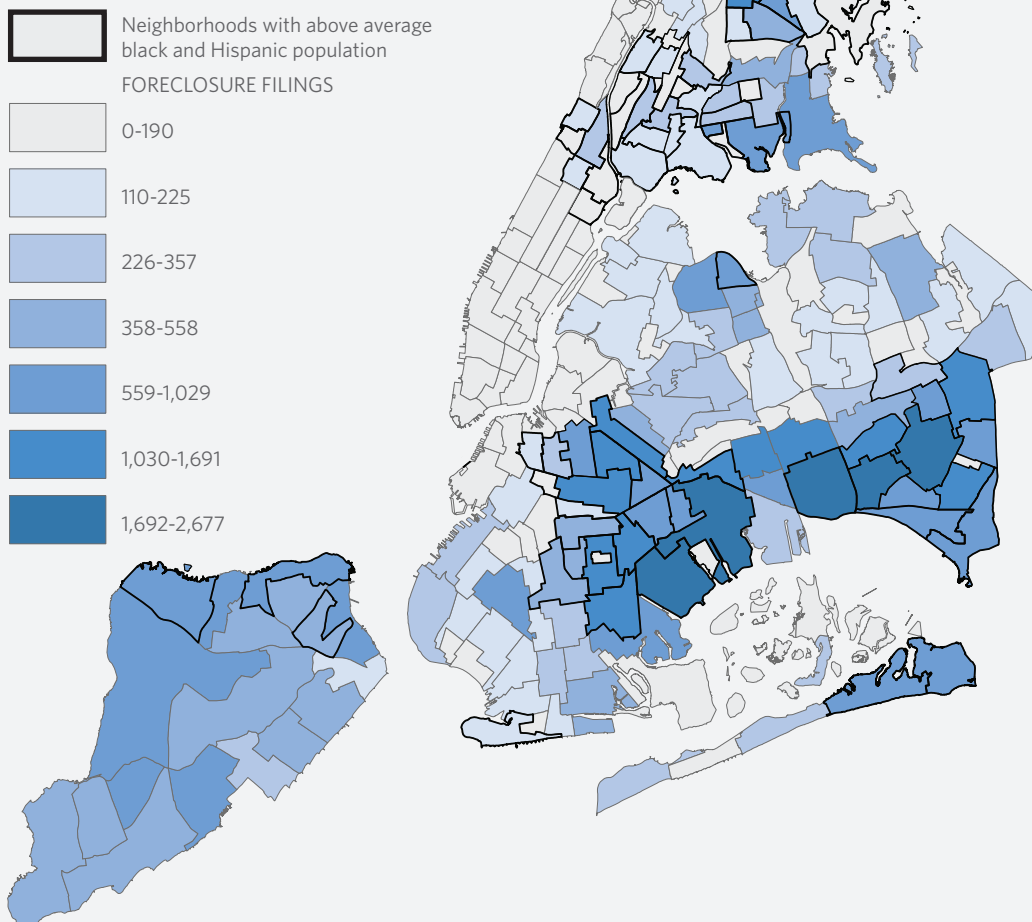 Neighborhoods with above average
black and Hispanic population
FORECLOSURE FILINGS
0-190
110-225
226-357
358-558
559-1,029
1,030-1,691
1,692-2,677